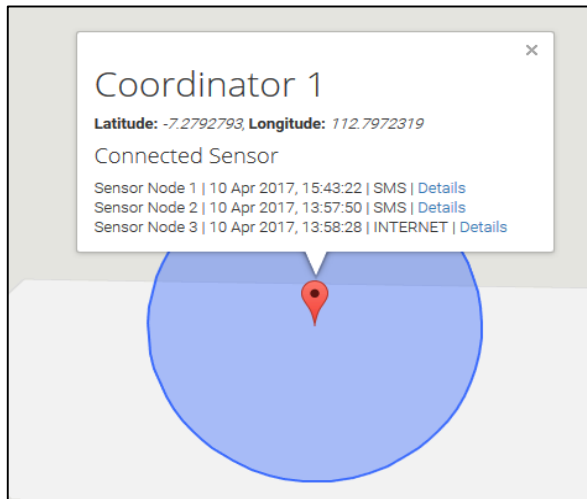 ×
Coordinator 1
Latitude: -7.2792793, Longitude: 112.7972319
Connected Sensor
Sensor Node 1 | 10 Apr 2017, 15:43:22 | SMS | Details
Sensor Node 2 | 10 Apr 2017, 13:57:50 | SMS | Details
Sensor Node 3 | 10 Apr 2017, 13:58:28 | INTERNET | Details